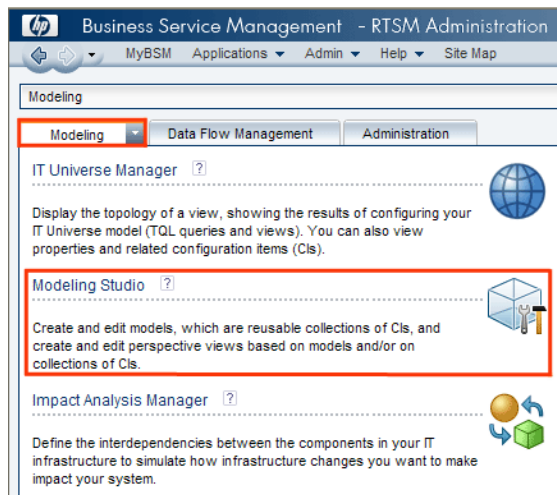 hp Business Service Management - RTSM Administration
MyBSM Applications Admin Help Site Map
Modeling
Modeling Data Flow Management Administration
IT Universe Manager ?
Display the topology of a view, showing the results of configuring your
IT Universe model (TQL queries and views). You can also view
properties and related configuration items (CIs).
Modeling Studio ?
Create and edit models, which are reusable collections of CIs, and
create and edit perspective views based on models and/or on
collections of CIs.
Impact Analysis Manager ?
Define the interdependencies between the components in your IT
infrastructure to simulate how infrastructure changes you want to make
impact your system.